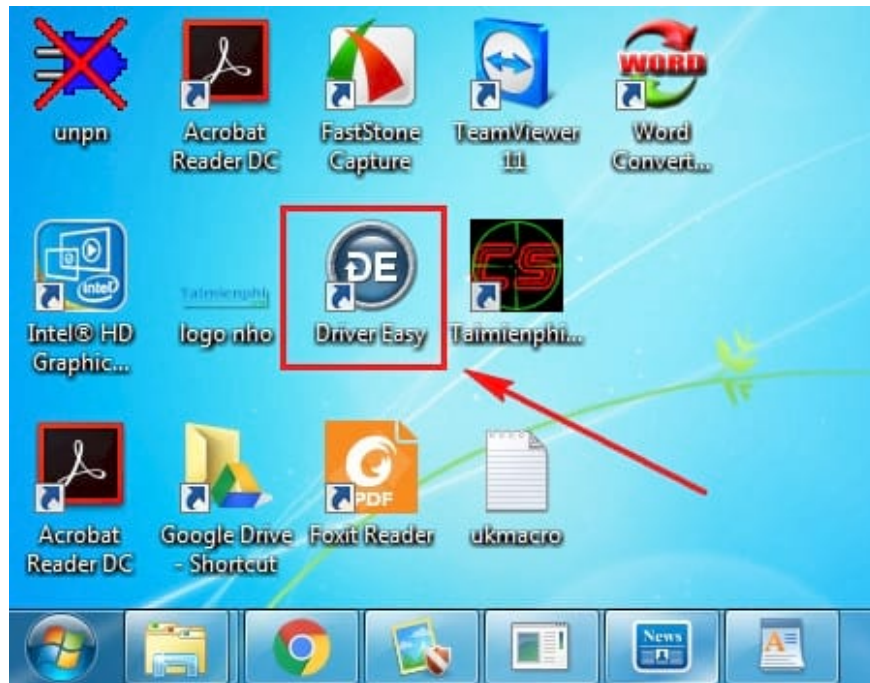 unpn
Acrobat
Reader DC
FastStone
Capture
TeamViewer
11
WORD
Word
Convert...
intel
Intel® HD
Graphic...
Taimienphi
logo nho
DE
Driver Easy
CS
Taimienphi...
Acrobat
Reader DC
Google Drive
- Shortcut
PDF
Foxit Reader
ukmacro
News
A